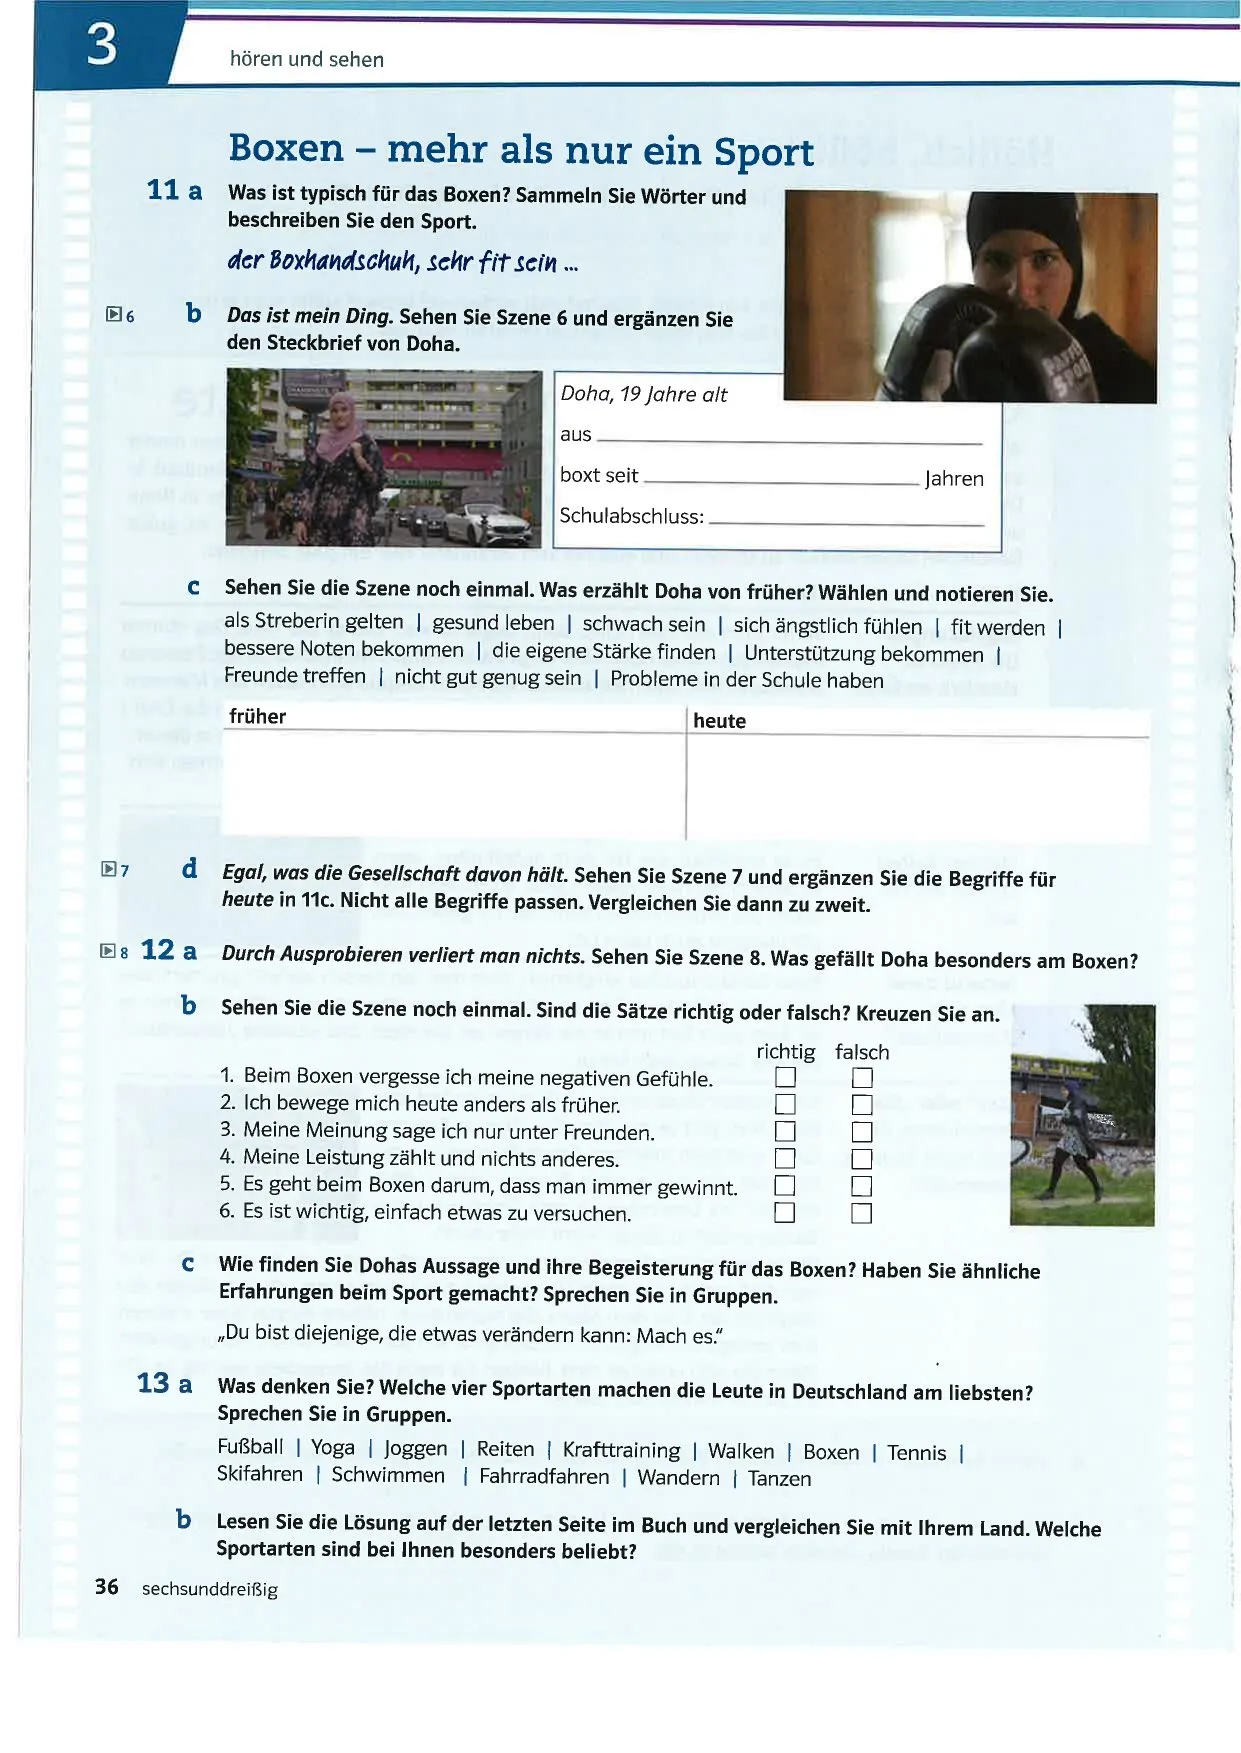 3
hören und sehen
Boxen – mehr als nur ein Sport
11 a Was ist typisch für das Boxen? Sammeln Sie Wörter und
beschreiben Sie den Sport.
der Boxhandschuh, sehr fit sein ...
6 b Das ist mein Ding. Sehen Sie Szene 6 und ergänzen Sie
den Steckbrief von Doha.
Doha, 19 Jahre alt
aus
boxt seit Jahren
Schulabschluss:
c Sehen Sie die Szene noch einmal. Was erzählt Doha von früher? Wählen und notieren Sie.
als Streberin gelten | gesund leben | schwach sein | sich ängstlich fühlen | fit werden |
bessere Noten bekommen | die eigene Stärke finden | Unterstützung bekommen |
Freunde treffen | nicht gut genug sein | Probleme in der Schule haben
früher heute
7 d Egal, was die Gesellschaft davon hält. Sehen Sie Szene 7 und ergänzen Sie die Begriffe für
heute in 11c. Nicht alle Begriffe passen. Vergleichen Sie dann zu zweit.
8 12 a Durch Ausprobieren verliert man nichts. Sehen Sie Szene 8. Was gefällt Doha besonders am Boxen?
b Sehen Sie die Szene noch einmal. Sind die Sätze richtig oder falsch? Kreuzen Sie an.
richtig falsch
1. Beim Boxen vergesse ich meine negativen Gefühle.
2. Ich bewege mich heute anders als früher.
3. Meine Meinung sage ich nur unter Freunden.
4. Meine Leistung zählt und nichts anderes.
5. Es geht beim Boxen darum, dass man immer gewinnt.
6. Es ist wichtig, einfach etwas zu versuchen.
c Wie finden Sie Dohas Aussage und ihre Begeisterung für das Boxen? Haben Sie ähnliche
Erfahrungen beim Sport gemacht? Sprechen Sie in Gruppen.
„Du bist diejenige, die etwas verändern kann: Mach es.“
13 a Was denken Sie? Welche vier Sportarten machen die Leute in Deutschland am liebsten?
Sprechen Sie in Gruppen.
Fußball | Yoga | Joggen | Reiten | Krafttraining | Walken | Boxen | Tennis |
Skifahren | Schwimmen | Fahrradfahren | Wandern | Tanzen
b Lesen Sie die Lösung auf der letzten Seite im Buch und vergleichen Sie mit Ihrem Land. Welche
Sportarten sind bei Ihnen besonders beliebt?
36 sechsunddreißig